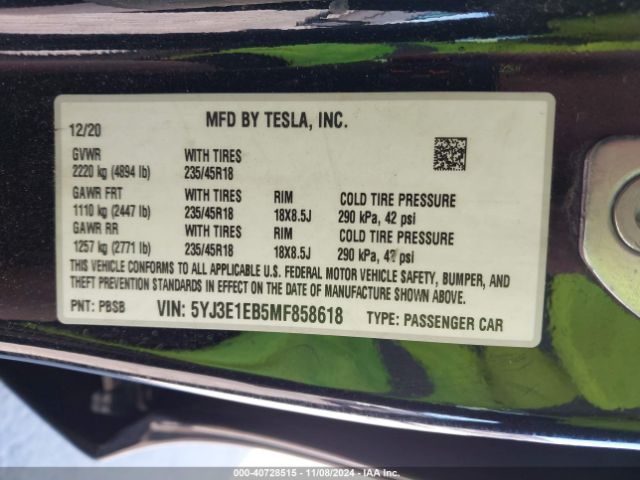 MFD BY TESLA, INC.
12/20
GVWR WITH TIRES
2220 kg (4894 lb) 235/45R18
GAWR FRT WITH TIRES RIM COLD TIRE PRESSURE
1110 kg (2447 lb) 235/45R18 18X8.5J 290 kPa, 42 psi
GAWR RR WITH TIRES RIM COLD TIRE PRESSURE
1257 kg (2771 lb) 235/45R18 18X8.5J 290 kPa, 42 psi
THIS VEHICLE CONFORMS TO ALL APPLICABLE U.S. FEDERAL MOTOR VEHICLE SAFETY, BUMPER, AND
THEFT PREVENTION STANDARDS IN EFFECT ON THE DATE OF MANUFACTURE SHOWN ABOVE.
PNT: PBSB VIN: 5YJ3E1EB5MF858618 TYPE: PASSENGER CAR
000-40728515 - 11/08/2024 - IAA Inc.